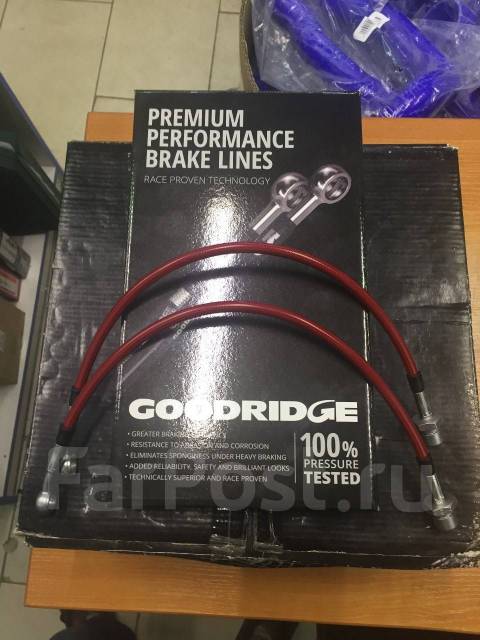 PREMIUM
PERFORMANCE
BRAKE LINES
RACE PROVEN TECHNOLOGY
GOODRIDGE
• GREATER BRAKING
• RESISTANCE TO ABRASION AND CORROSION
• ELIMINATES SPONGINESS UNDER HEAVY BRAKING
• ADDED RELIABILITY, SAFETY AND BRILLIANT LOOKS
• TECHNICALLY SUPERIOR AND RACE PROVEN
100%
PRESSURE
TESTED
FarPost.ru